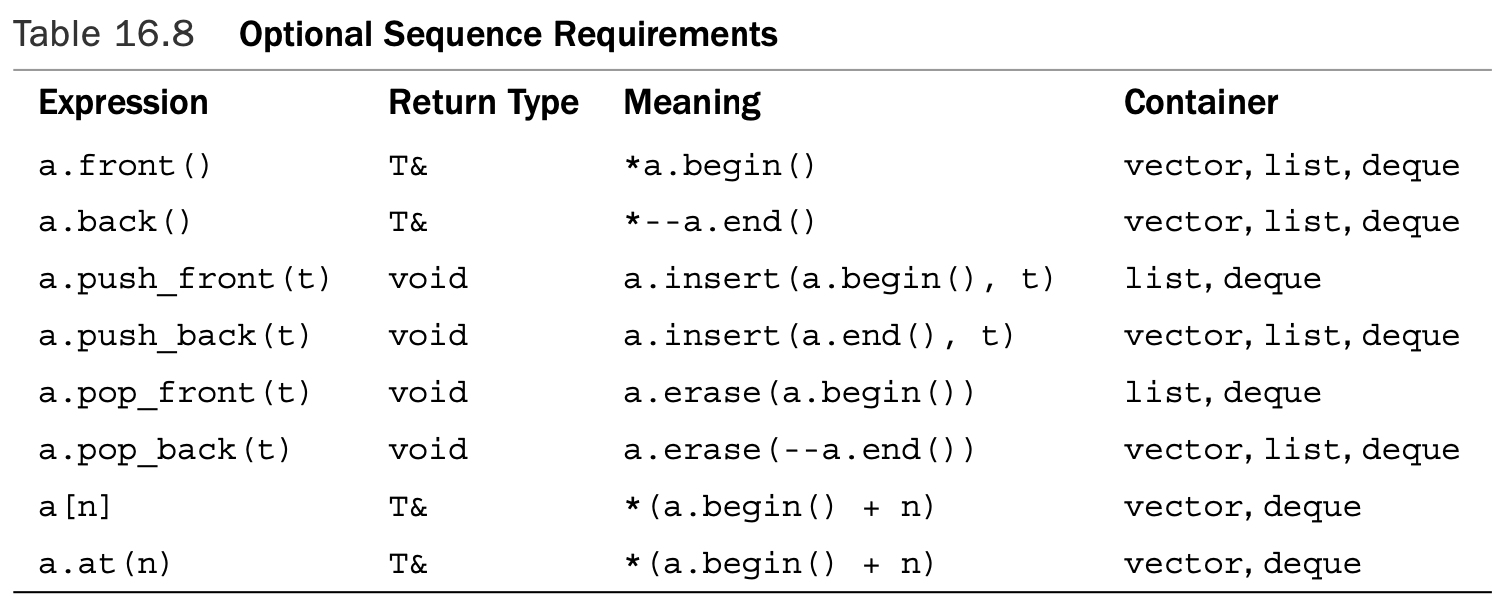 Table 16.8 Optional Sequence Requirements
Expression Return Type Meaning Container
a.front() T& *a.begin() vector, list, deque
a.back() T& *--a.end() vector, list, deque
a.push_front(t) void a.insert(a.begin(), t) list, deque
a.push_back(t) void a.insert(a.end(), t) vector, list, deque
a.pop_front(t) void a.erase(a.begin()) list, deque
a.pop_back(t) void a.erase(--a.end()) vector, list, deque
a[n] T& *(a.begin() + n) vector, deque
a.at(n) T& *(a.begin() + n) vector, deque